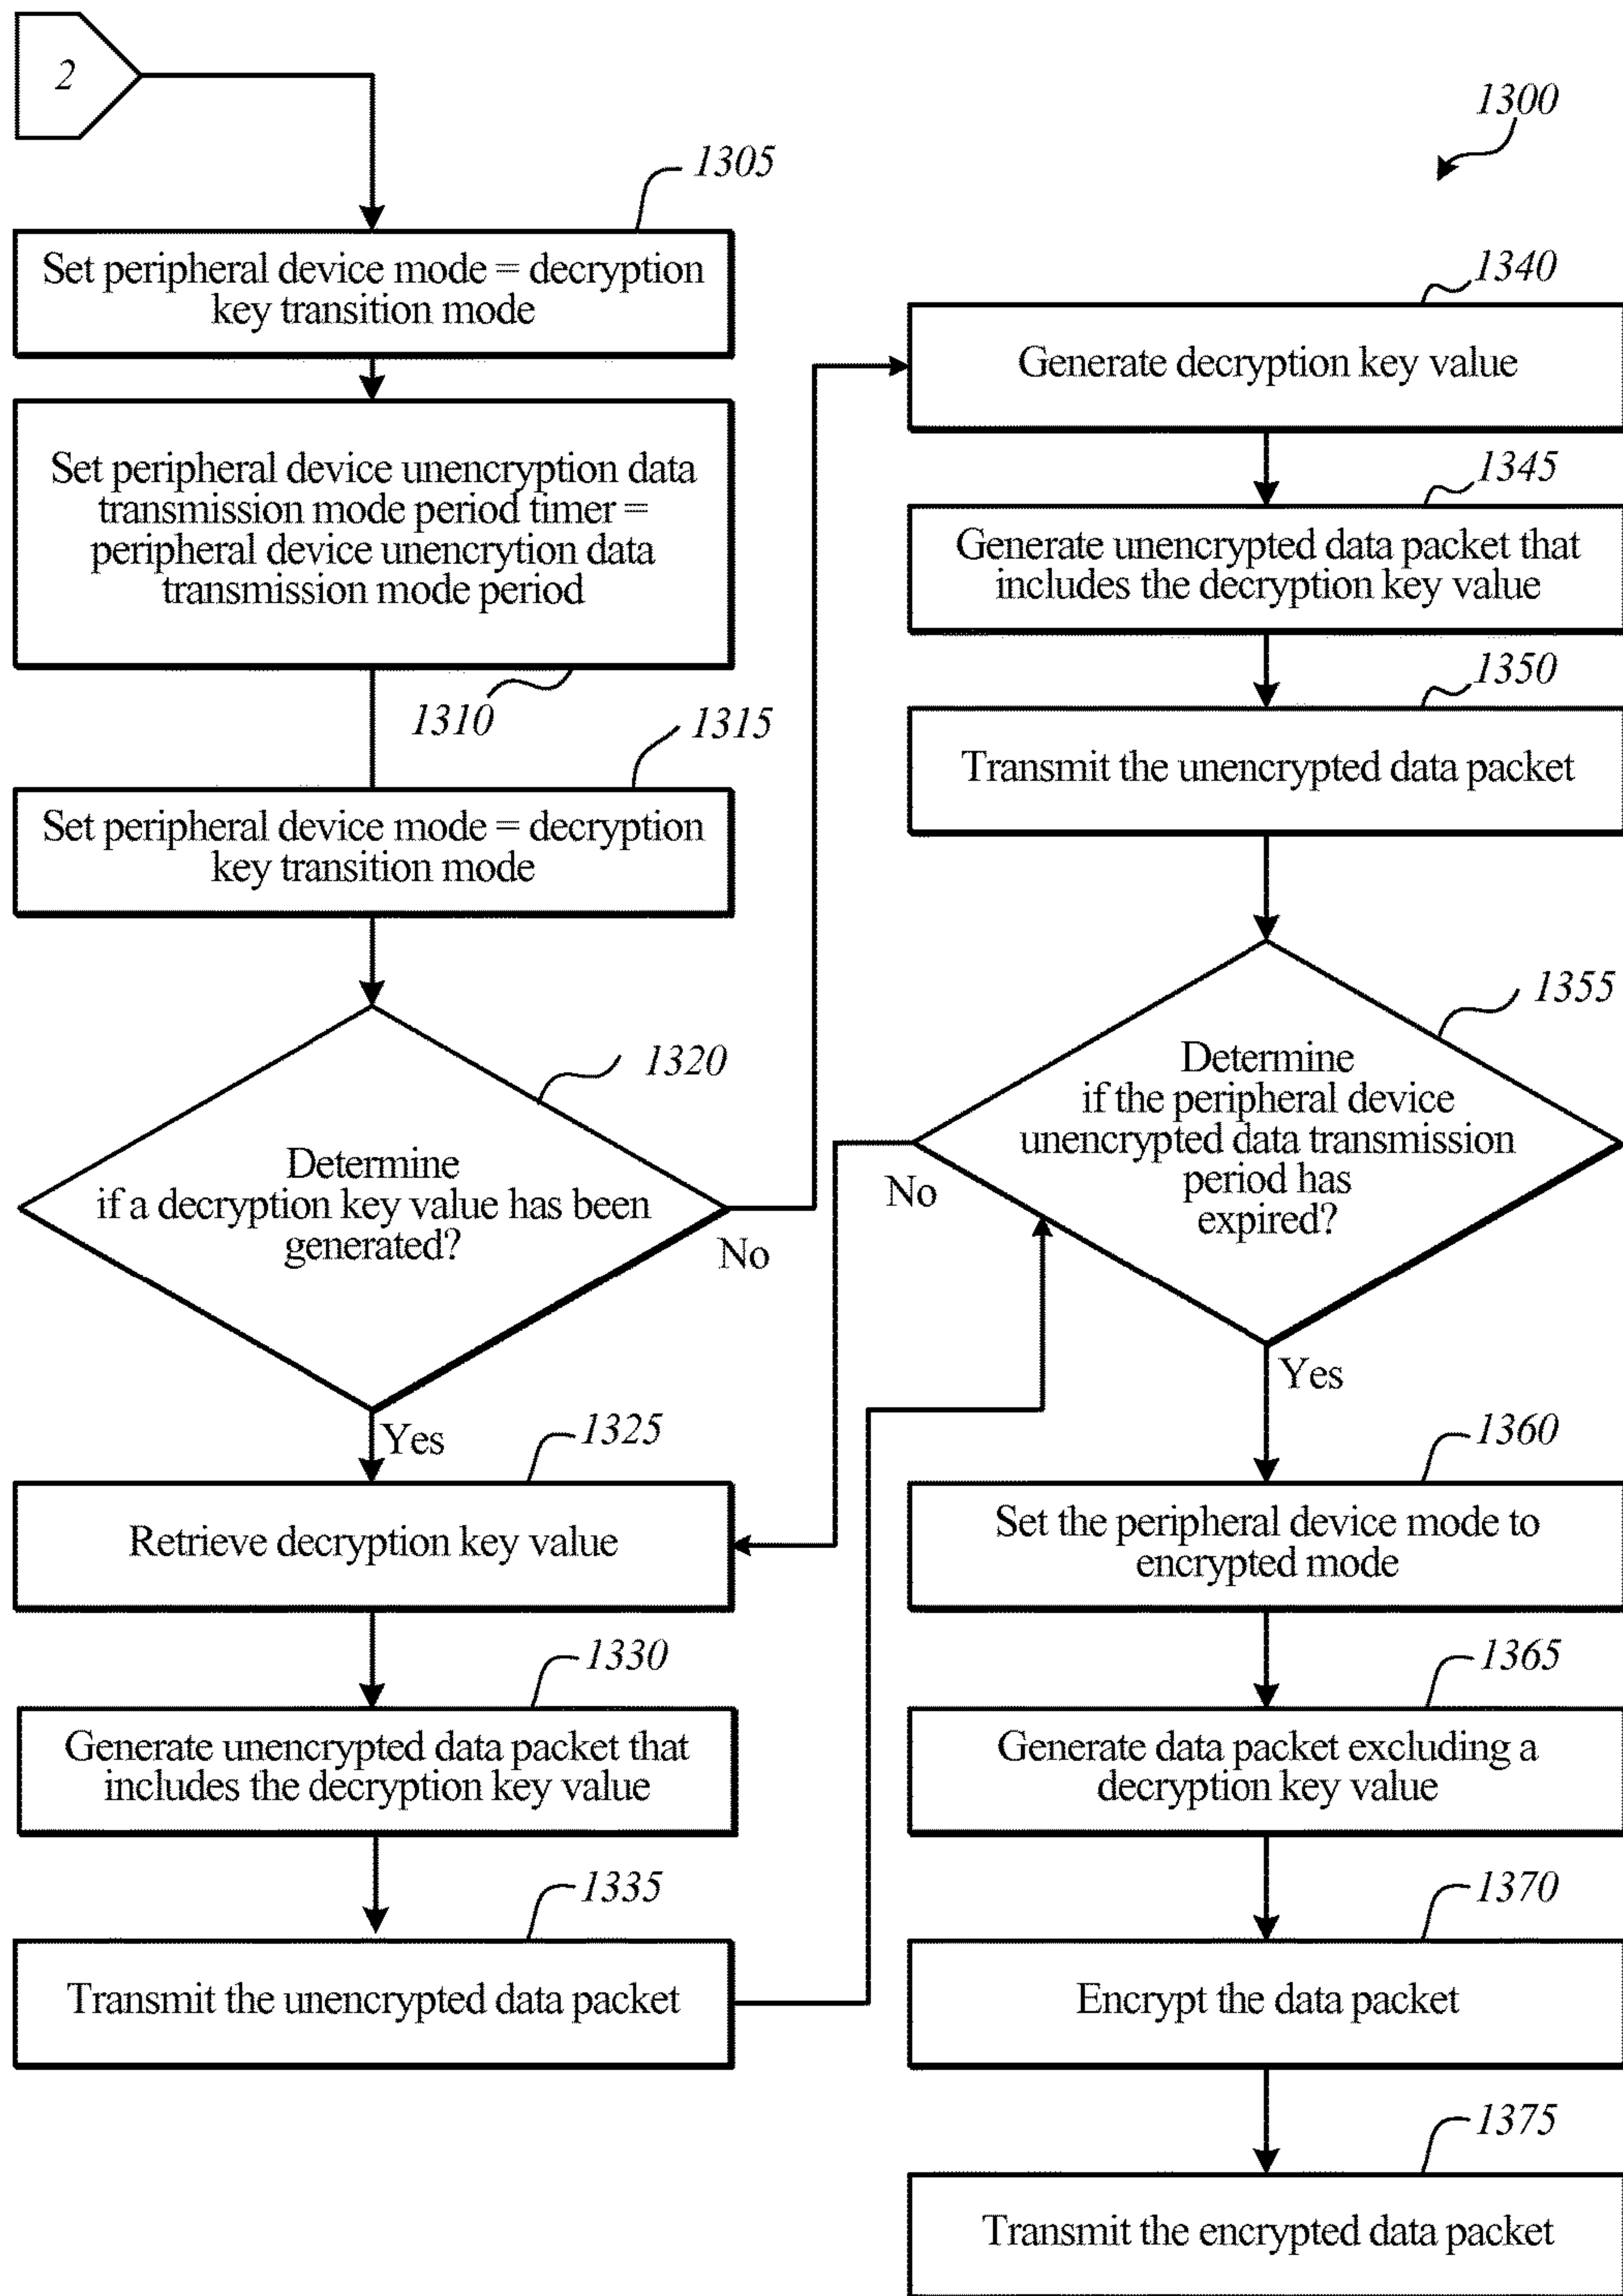 2
1300
1305
Set peripheral device mode = decryption
key transition mode
Set peripheral device unencryption data
transmission mode period timer =
peripheral device unencrytion data
transmission mode period
1310
1315
Set peripheral device mode = decryption
key transition mode
1320
Determine
if a decryption key value has been
generated?
No
Yes
1325
Retrieve decryption key value
1330
Generate unencrypted data packet that
includes the decryption key value
1335
Transmit the unencrypted data packet
1340
Generate decryption key value
1345
Generate unencrypted data packet that
includes the decryption key value
1350
Transmit the unencrypted data packet
1355
Determine
if the peripheral device
unencrypted data transmission
period has
expired?
No
Yes
1360
Set the peripheral device mode to
encrypted mode
1365
Generate data packet excluding a
decryption key value
1370
Encrypt the data packet
1375
Transmit the encrypted data packet